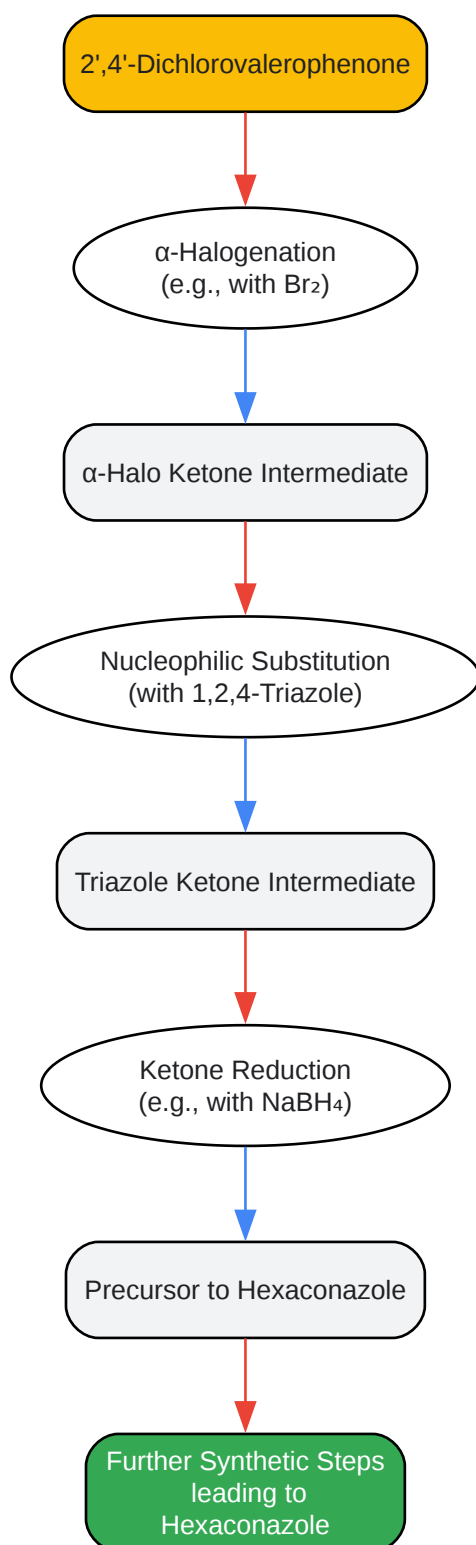 2',4'-Dichlorovalerophenone
α-Halogenation
(e.g., with Br₂)
α-Halo Ketone Intermediate
Nucleophilic Substitution
(with 1,2,4-Triazole)
Triazole Ketone Intermediate
Ketone Reduction
(e.g., with NaBH₄)
Precursor to Hexaconazole
Further Synthetic Steps
leading to
Hexaconazole